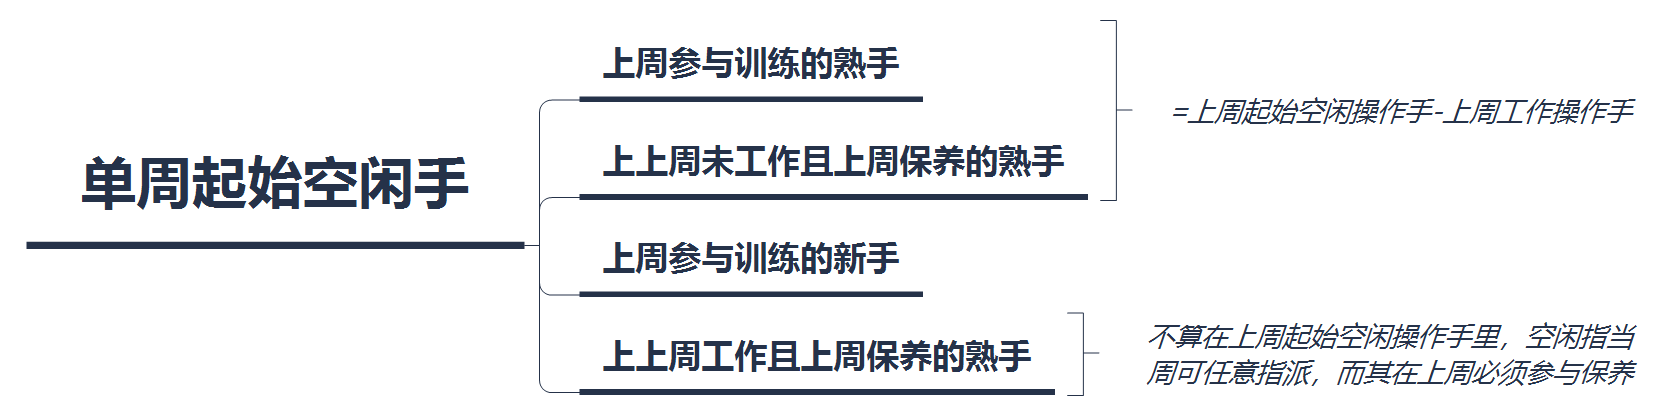 单周起始空闲手
上周参与训练的熟手
上上周未工作且上周保养的熟手
=上周起始空闲操作手-上周工作操作手
上周参与训练的新手
上上周工作且上周保养的熟手
不算在上周起始空闲操作手里，空闲指当
周可任意指派，而其在上周必须参与保养